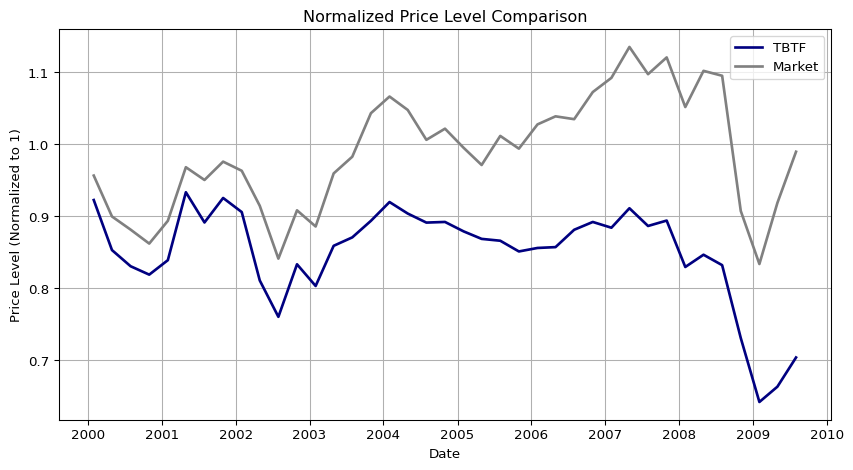 Normalized Price Level Comparison
TBTF
Market
Price Level (Normalized to 1)
1.1
1.0
0.9
0.8
0.7
2000 2001 2002 2003 2004 2005 2006 2007 2008 2009 2010
Date